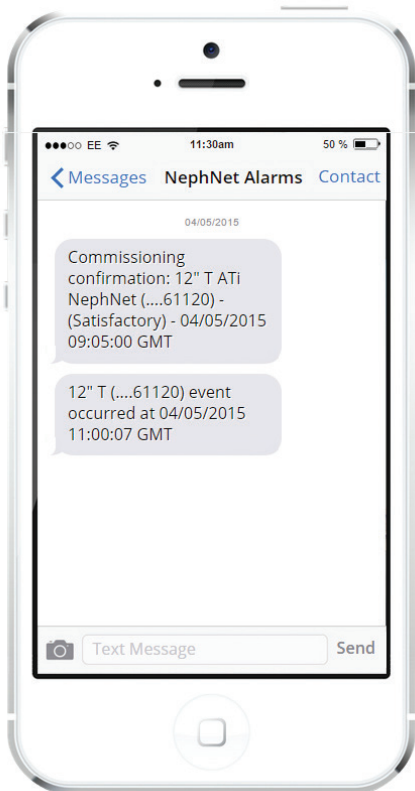 EE 11:30am 50 %
Messages NephNet Alarms Contact
04/05/2015
Commissioning
confirmation: 12" T ATi
NephNet (....61120) -
(Satisfactory) - 04/05/2015
09:05:00 GMT
12" T (....61120) event
occurred at 04/05/2015
11:00:07 GMT
Text Message Send